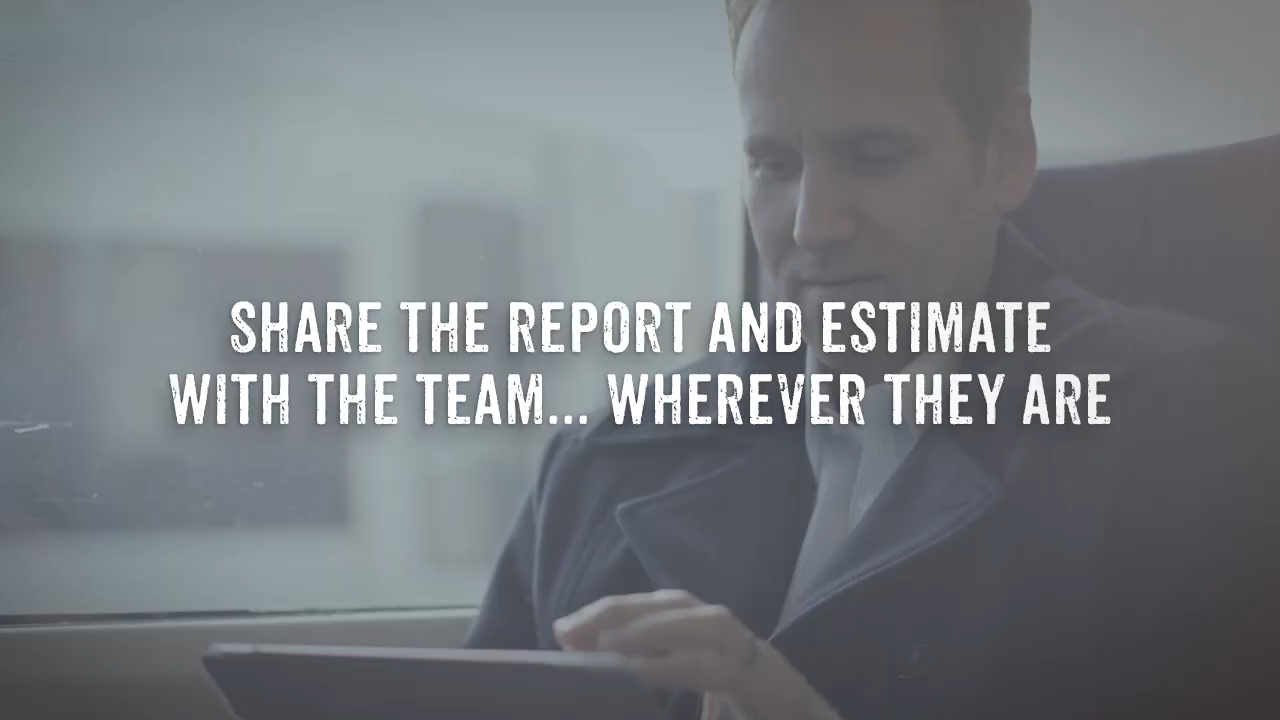 SHARE THE REPORT AND ESTIMATE
WITH THE TEAM... WHEREVER THEY ARE